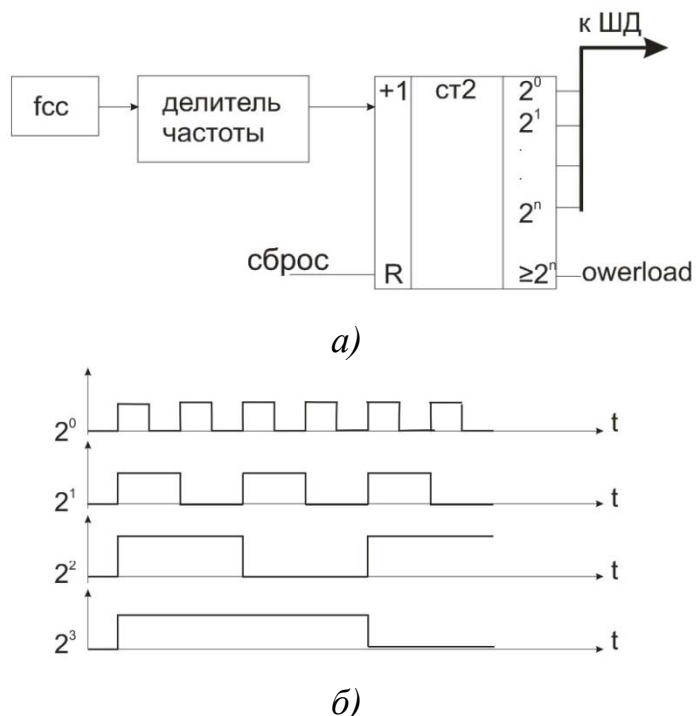 к ШД
fcc
делитель
частоты
+1 ст2 2⁰
2¹
.
.
2ⁿ
сброс R ≥2ⁿ owerload
а)
2⁰ t
2¹ t
2² t
2³ t
б)